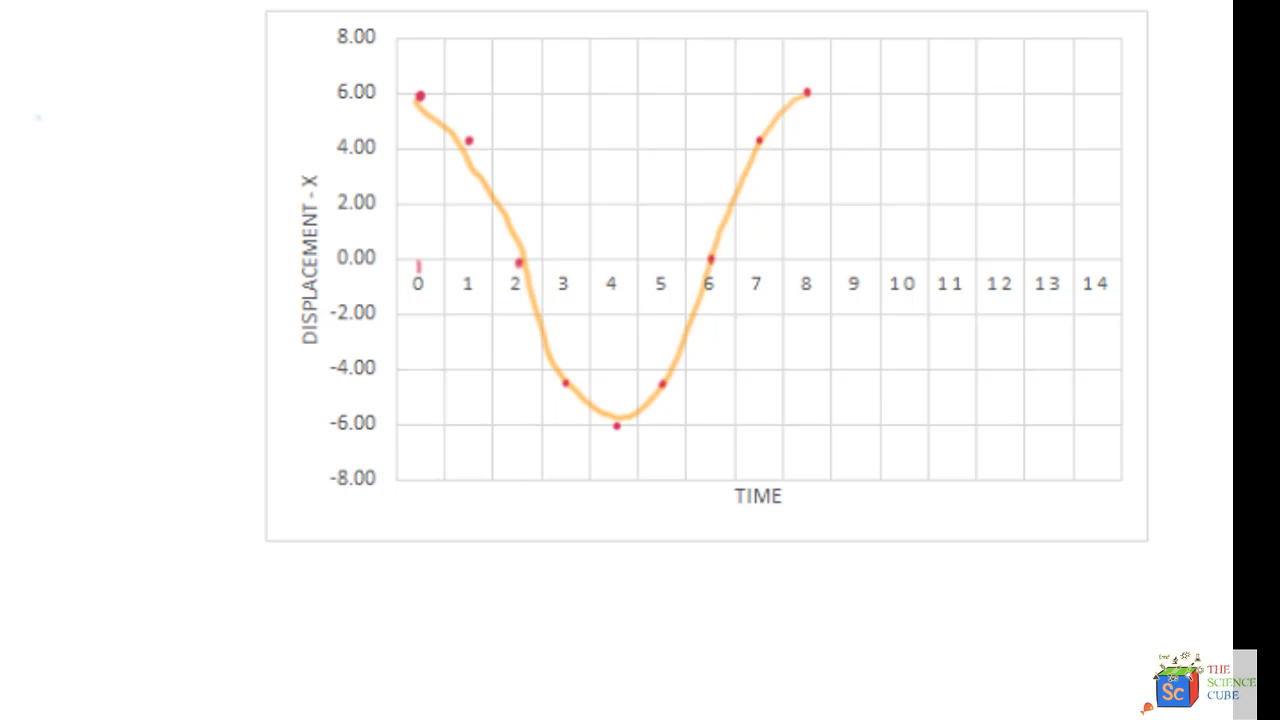 8.00
6.00
4.00
2.00
0.00
-2.00
-4.00
-6.00
-8.00
DISPLACEMENT - X
0 1 2 3 4 5 6 7 8 9 10 11 12 13 14
TIME
Sc
THE
SCIENCE
CUBE